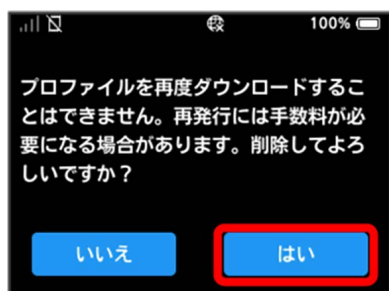 100%
プロファイルを再度ダウンロードするこ
とはできません。再発行には手数料が必
要になる場合があります。削除してよろ
しいですか？
いいえ
はい